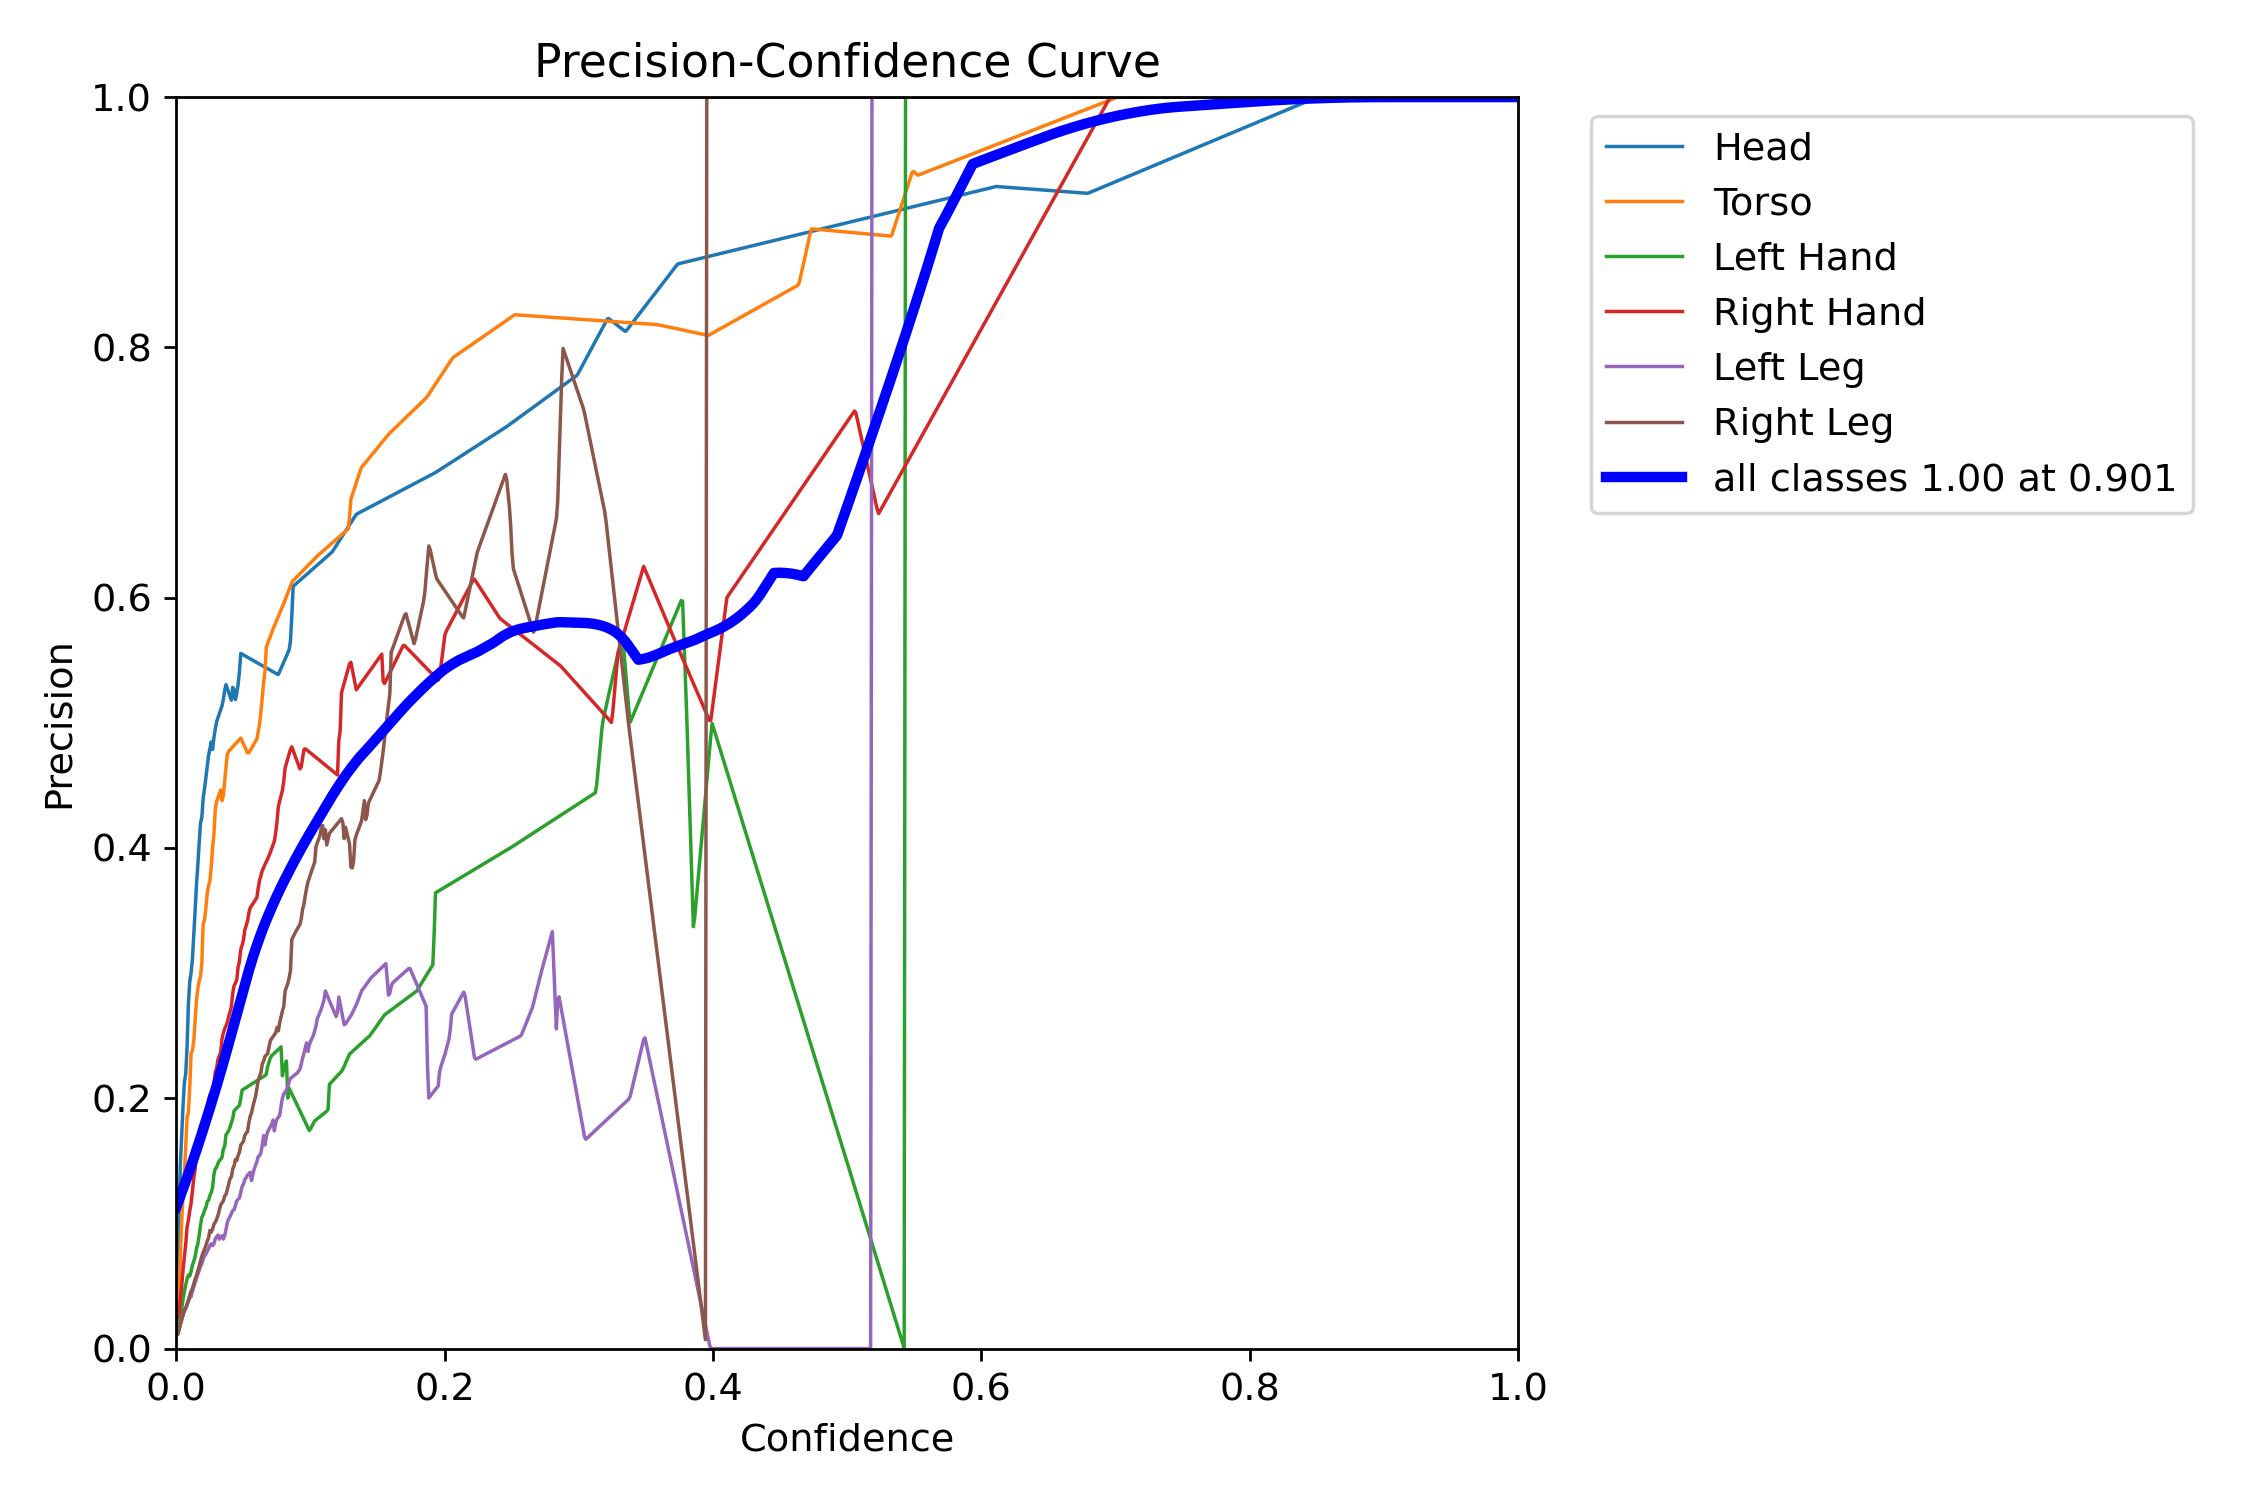 Precision-Confidence Curve
1.0
0.8
0.6
0.4
0.2
0.0
Precision
0.0 0.2 0.4 0.6 0.8 1.0
Confidence
Head
Torso
Left Hand
Right Hand
Left Leg
Right Leg
all classes 1.00 at 0.901